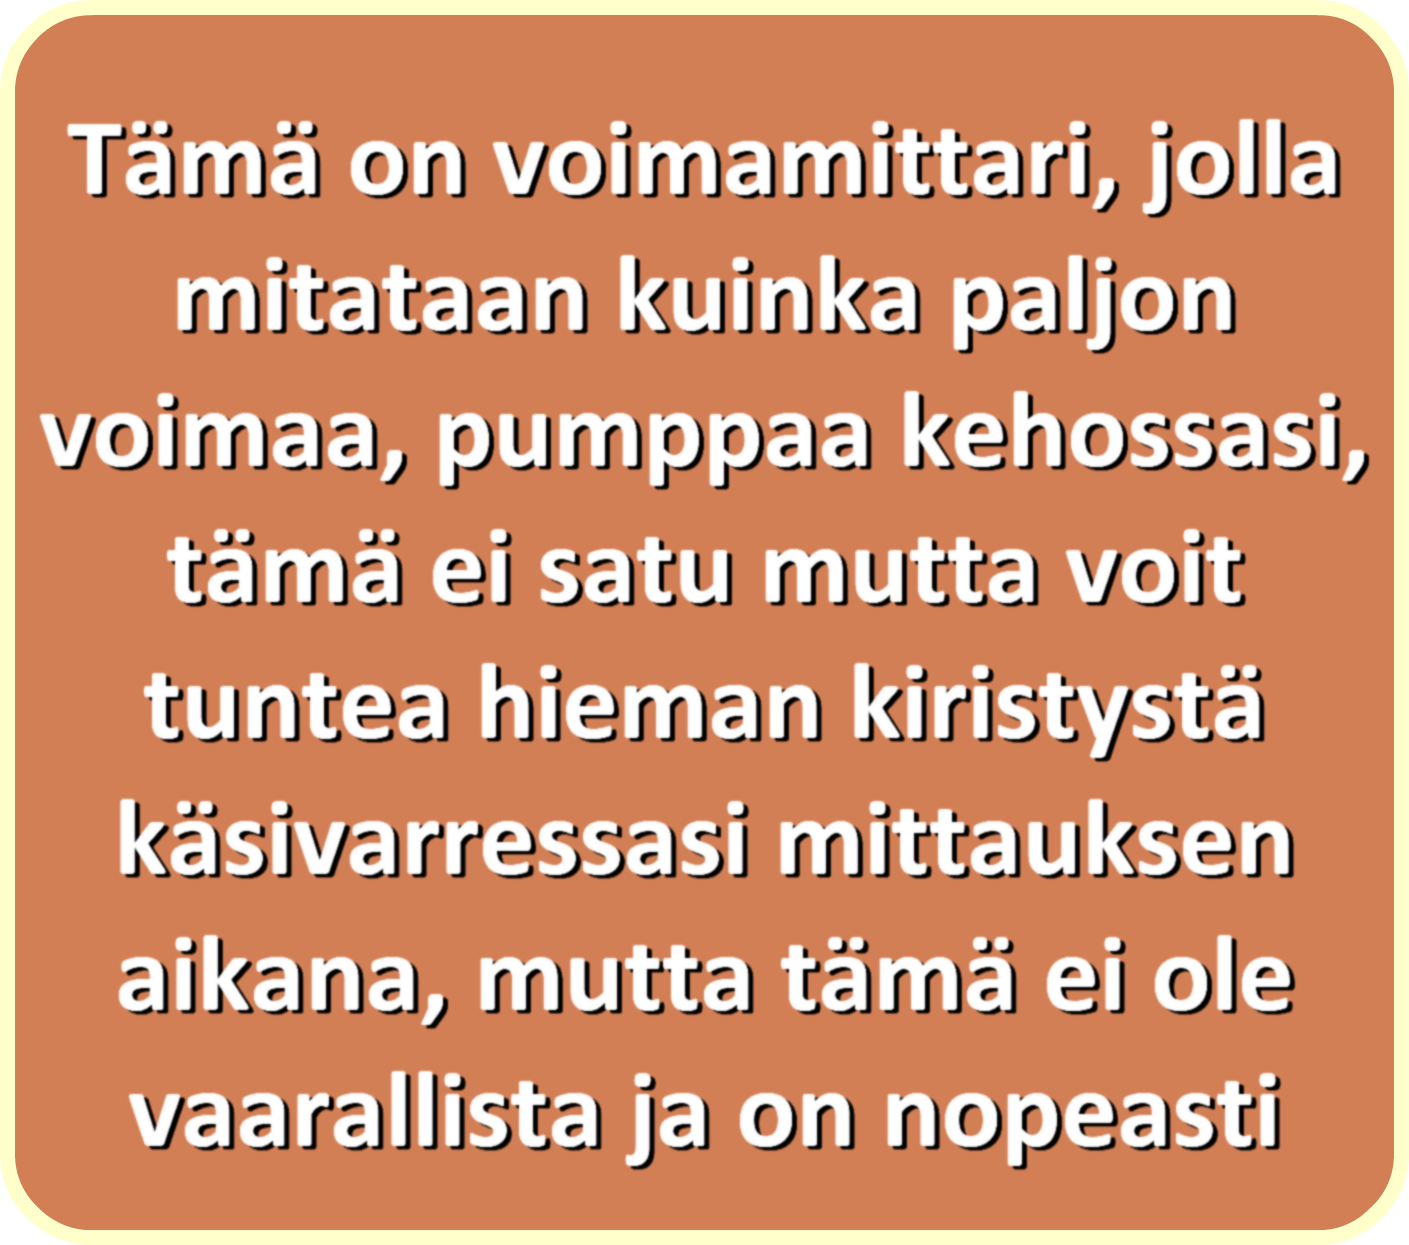 Tämä on voimamittari, jolla
mitataan kuinka paljon
voimaa, pumppaa kehossasi,
tämä ei satu mutta voit
tuntea hieman kiristystä
käsivarressasi mittauksen
aikana, mutta tämä ei ole
vaarallista ja on nopeasti